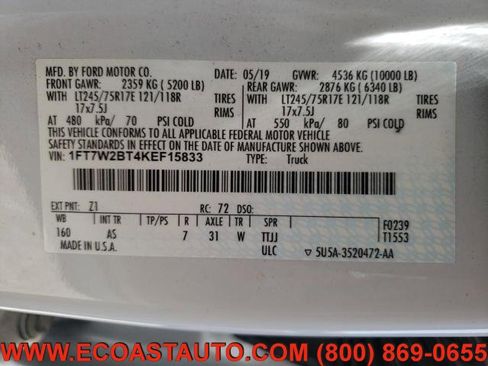 MFD. BY FORD MOTOR CO.
DATE: 05/19 GVWR: 4536 KG (10000 LB)
FRONT GAWR: 2359 KG (5200 LB) REAR GAWR: 2876 KG (6340 LB)
WITH LT245/75R17E 121/118R TIRES WITH LT245/75R17E 121/118R TIRES
17x7.5J RIMS 17x7.5J RIMS
AT 480 kPa/ 70 PSI COLD AT 550 kPa/ 80 PSI COLD
THIS VEHICLE CONFORMS TO ALL APPLICABLE FEDERAL MOTOR VEHICLE
SAFETY STANDARDS IN EFFECT ON THE DATE OF MANUFACTURE SHOWN ABOVE.
VIN: 1FT7W2BT4KEF15833 TYPE: Truck
EXT PNT: Z1 RC: 72 DSO:
WB INT TR TP/PS R AXLE TR SPR F0239
160 AS 7 31 W TTJJ T1553
MADE IN U.S.A. ULC 5U5A-3520472-AA
WWW.ECOASTAUTO.COM (800) 869-0655